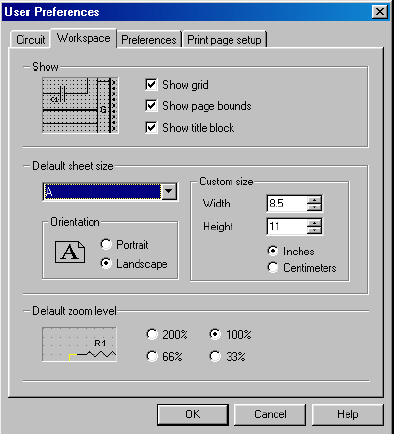 User Preferences
Circuit Workspace Preferences Print page setup
Show
G
Show grid
Show page bounds
Show title block
Default sheet size
A
Custom size
Width 8.5
Height 11
Inches
Centimeters
Orientation
A
Portrait
Landscape
Default zoom level
R1
200% 100%
66% 33%
OK Cancel Help